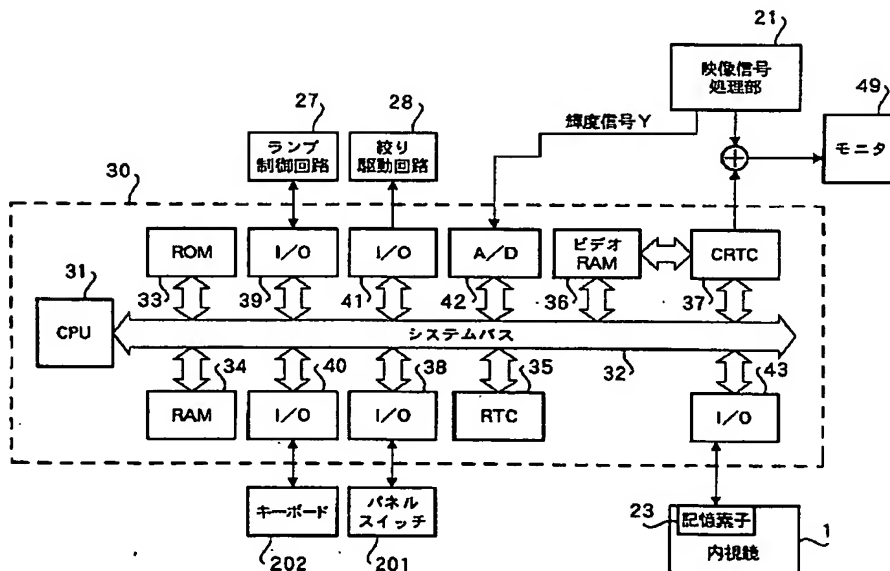 21
映像信号
処理部
49
モニタ
輝度信号Y
27
ランプ
制御回路
28
絞り
駆動回路
30
ROM
33
I/O
39
I/O
41
A/D
42
ビデオ
RAM
36
CRTC
37
31
CPU
システムバス
32
34
RAM
40
I/O
38
I/O
35
RTC
43
I/O
キーボード
202
パネル
スイッチ
201
23
記憶素子
内視鏡
1